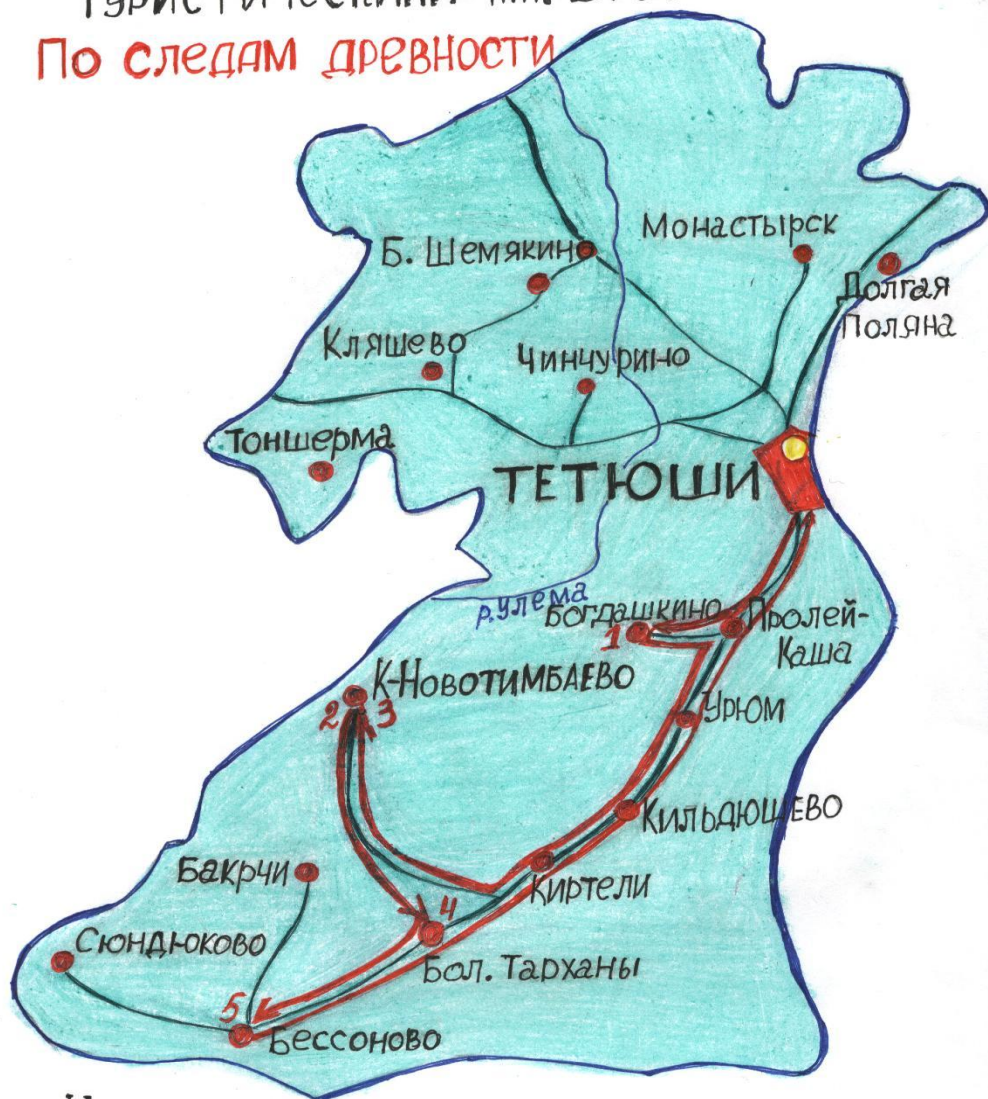 По следам древности
Монастырск
Б. Шемякино
Долгая
Поляна
Кляшево
Чинчурино
Тоншерма
ТЕТЮШИ
р. Улема
Богдашкино
1
Пролей-
Каша
К-Новотимбаево
2
3
Урюм
Кильдюшево
Киртели
Бакрчи
4
Сюндюково
Бол. Тарханы
5
Бессоново